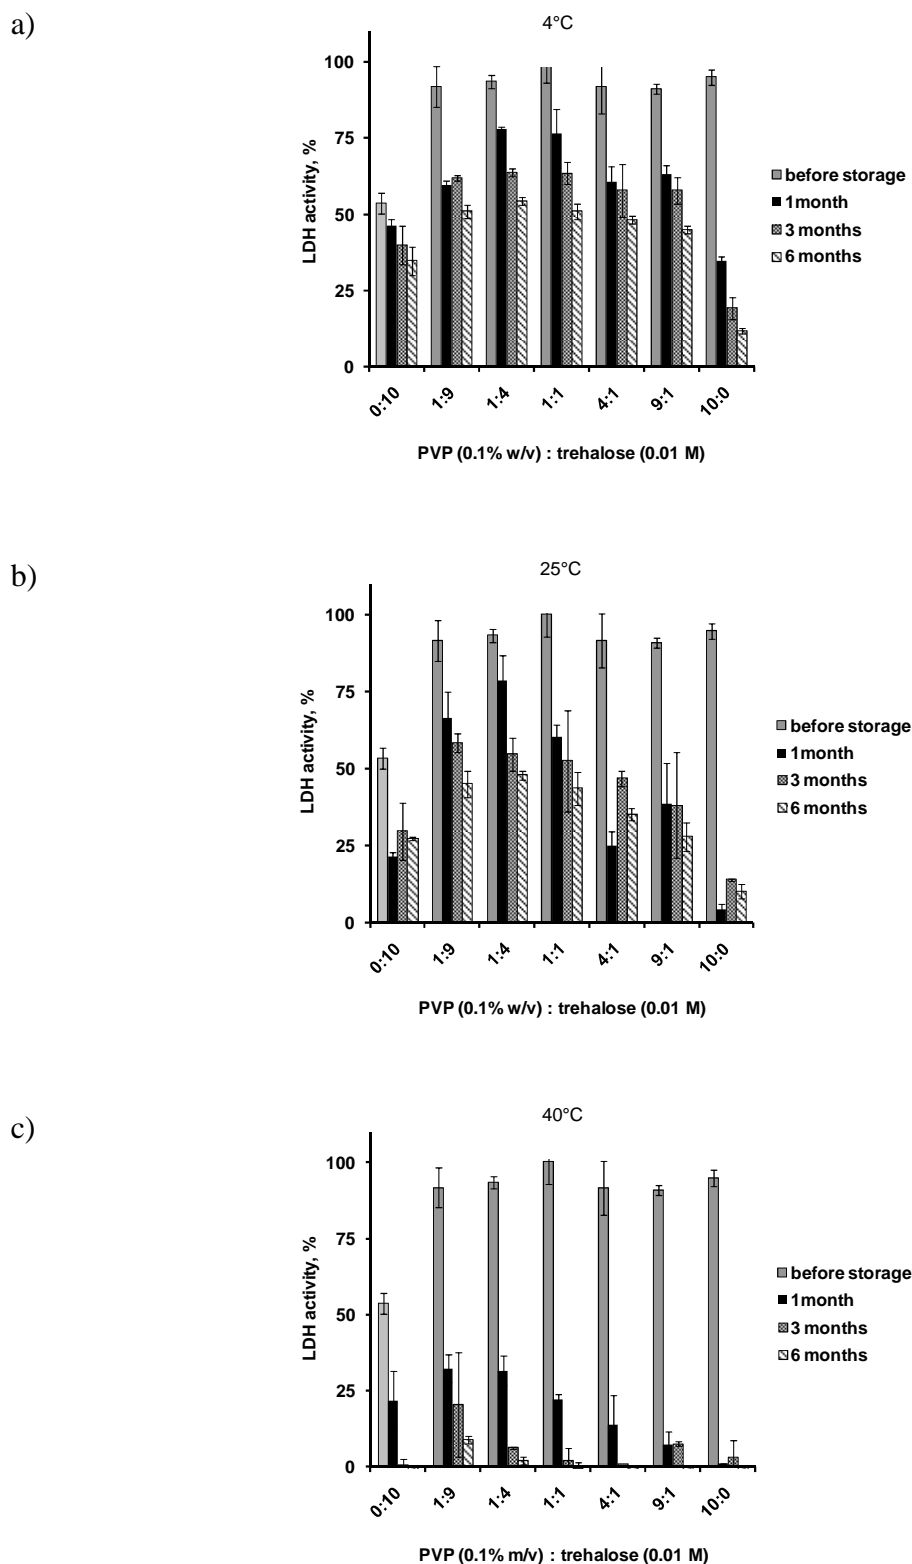 a)
4°C
100
75
50
25
0
LDH activity, %
before storage
1month
3 months
6 months
0:10 1:9 1:4 1:1 4:1 9:1 10:0
PVP (0.1% w/v) : trehalose (0.01 M)
b)
25°C
100
75
50
25
0
LDH activity, %
before storage
1month
3 months
6 months
0:10 1:9 1:4 1:1 4:1 9:1 10:0
PVP (0.1% w/v) : trehalose (0.01 M)
c)
40°C
100
75
50
25
0
LDH activity, %
before storage
1month
3 months
6 months
0:10 1:9 1:4 1:1 4:1 9:1 10:0
PVP (0.1% m/v) : trehalose (0.01 M)